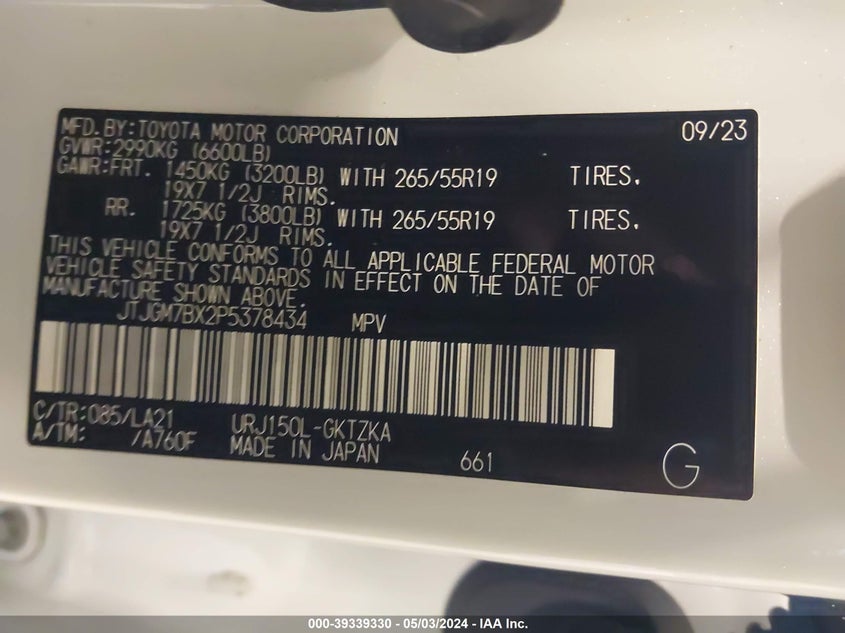 MFD. BY:TOYOTA MOTOR CORPORATION 09/23
GVWR:2990KG (6600LB)
GAWR:FRT. 1450KG (3200LB) WITH 265/55R19 TIRES.
19X7 1/2J RIMS.
RR. 1725KG (3800LB) WITH 265/55R19 TIRES.
19X7 1/2J RIMS.
THIS VEHICLE CONFORMS TO ALL APPLICABLE FEDERAL MOTOR
VEHICLE SAFETY STANDARDS IN EFFECT ON THE DATE OF
MANUFACTURE SHOWN ABOVE.
JTJGM7BX2P5378434 MPV
C/TR:085/LA21 URJ150L-GKTZKA
A/TM: /A760F MADE IN JAPAN 661 G
000-39339330 - 05/03/2024 - IAA Inc.